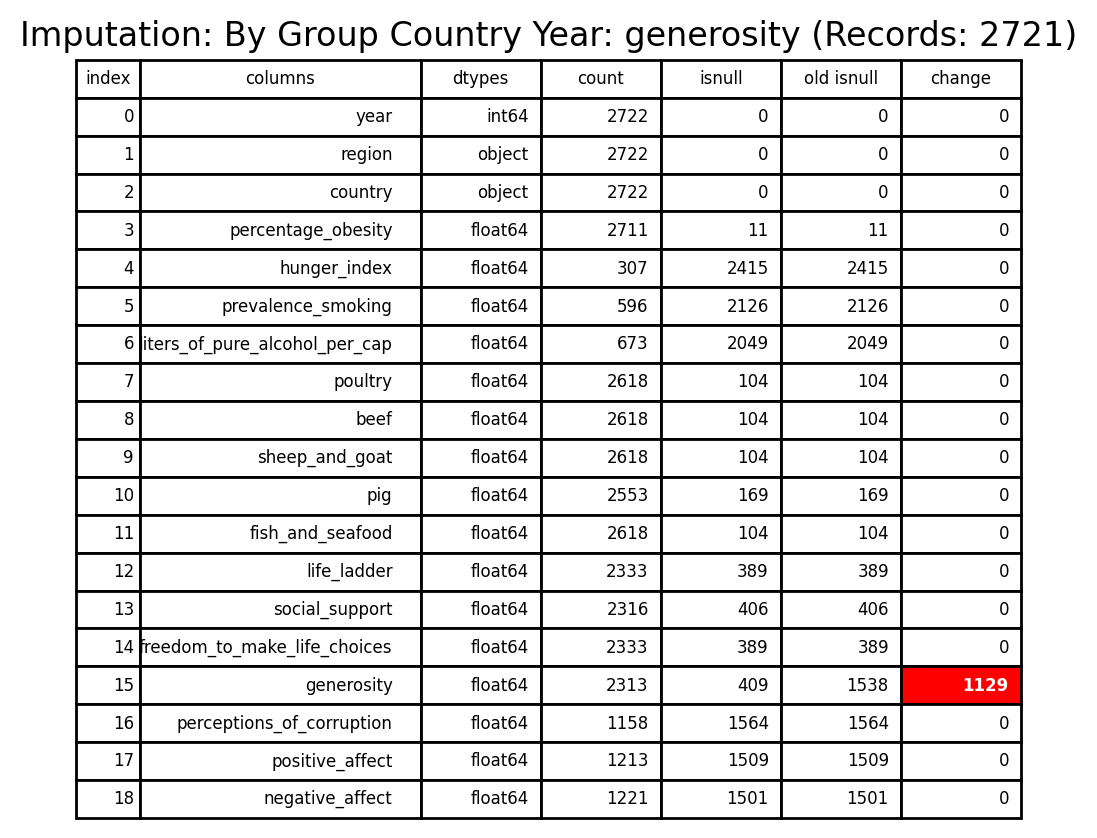 Imputation: By Group Country Year: generosity (Records: 2721)
index columns dtypes count isnull old isnull change
0 year int64 2722 0 0 0
1 region object 2722 0 0 0
2 country object 2722 0 0 0
3 percentage_obesity float64 2711 11 11 0
4 hunger_index float64 307 2415 2415 0
5 prevalence_smoking float64 596 2126 2126 0
6 iters_of_pure_alcohol_per_cap float64 673 2049 2049 0
7 poultry float64 2618 104 104 0
8 beef float64 2618 104 104 0
9 sheep_and_goat float64 2618 104 104 0
10 pig float64 2553 169 169 0
11 fish_and_seafood float64 2618 104 104 0
12 life_ladder float64 2333 389 389 0
13 social_support float64 2316 406 406 0
14 freedom_to_make_life_choices float64 2333 389 389 0
15 generosity float64 2313 409 1538 1129
16 perceptions_of_corruption float64 1158 1564 1564 0
17 positive_affect float64 1213 1509 1509 0
18 negative_affect float64 1221 1501 1501 0